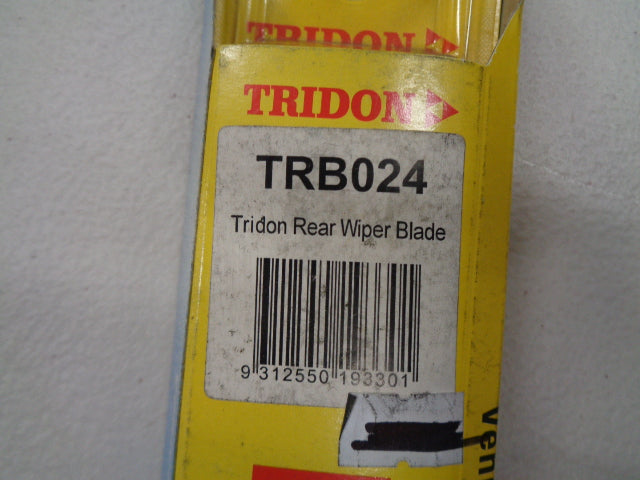 TRIDON
TRIDON
TRB024
Tridon Rear Wiper Blade
9 312550 193301